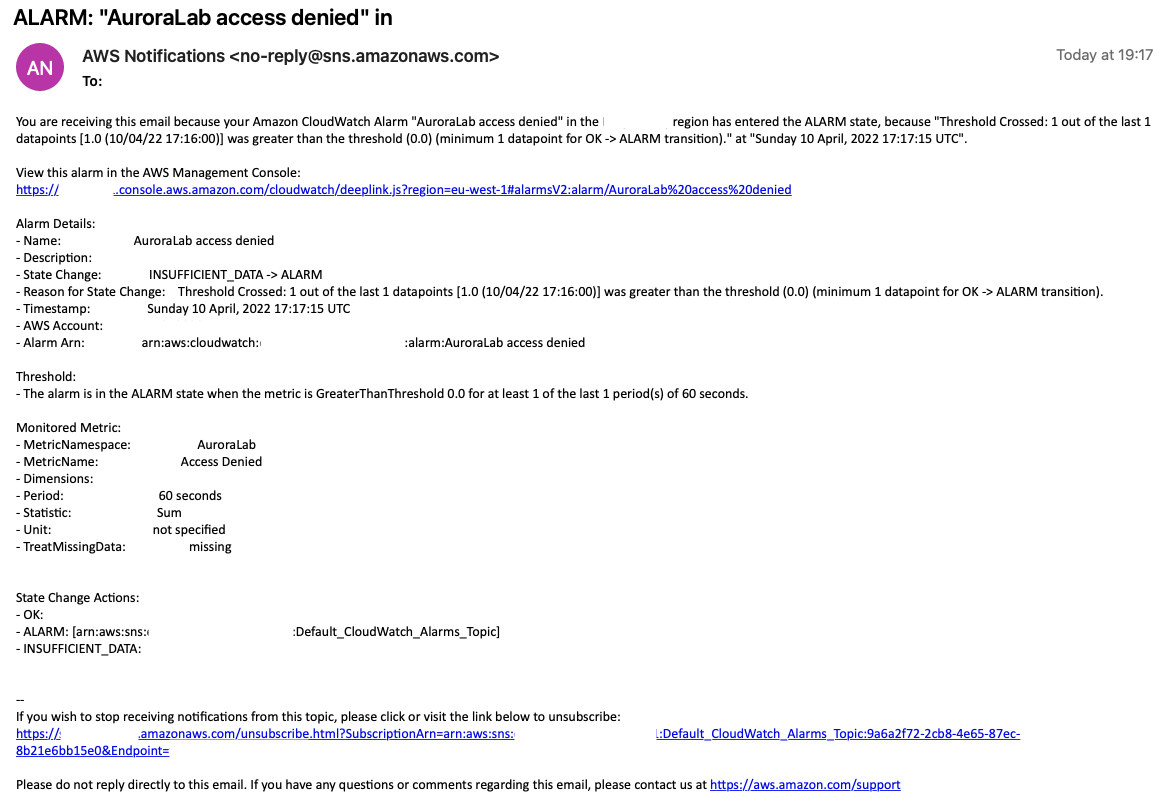 ALARM: "AuroraLab access denied" in
AN
AWS Notifications <no-reply@sns.amazonaws.com>
Today at 19:17
To:
You are receiving this email because your Amazon CloudWatch Alarm "AuroraLab access denied" in the region has entered the ALARM state, because "Threshold Crossed: 1 out of the last 1
datapoints [1.0 (10/04/22 17:16:00)] was greater than the threshold (0.0) (minimum 1 datapoint for OK -> ALARM transition)." at "Sunday 10 April, 2022 17:17:15 UTC".
View this alarm in the AWS Management Console:
https:// .console.aws.amazon.com/cloudwatch/deeplink.js?region=eu-west-1#alarmsV2:alarm/AuroraLab%20access%20denied
Alarm Details:
- Name: AuroraLab access denied
- Description:
- State Change: INSUFFICIENT_DATA -> ALARM
- Reason for State Change: Threshold Crossed: 1 out of the last 1 datapoints [1.0 (10/04/22 17:16:00)] was greater than the threshold (0.0) (minimum 1 datapoint for OK -> ALARM transition).
- Timestamp: Sunday 10 April, 2022 17:17:15 UTC
- AWS Account:
- Alarm Arn: arn:aws:cloudwatch: :alarm:AuroraLab access denied
Threshold:
- The alarm is in the ALARM state when the metric is GreaterThanThreshold 0.0 for at least 1 of the last 1 period(s) of 60 seconds.
Monitored Metric:
- MetricNamespace: AuroraLab
- MetricName: Access Denied
- Dimensions:
- Period: 60 seconds
- Statistic: Sum
- Unit: not specified
- TreatMissingData: missing
State Change Actions:
- OK:
- ALARM: [arn:aws:sns: :Default_CloudWatch_Alarms_Topic]
- INSUFFICIENT_DATA:
--
If you wish to stop receiving notifications from this topic, please click or visit the link below to unsubscribe:
https:// .amazonaws.com/unsubscribe.html?SubscriptionArn=arn:aws:sns: :Default_CloudWatch_Alarms_Topic:9a6a2f72-2cb8-4e65-87ec-
8b21e6bb15e0&Endpoint=
Please do not reply directly to this email. If you have any questions or comments regarding this email, please contact us at https://aws.amazon.com/support